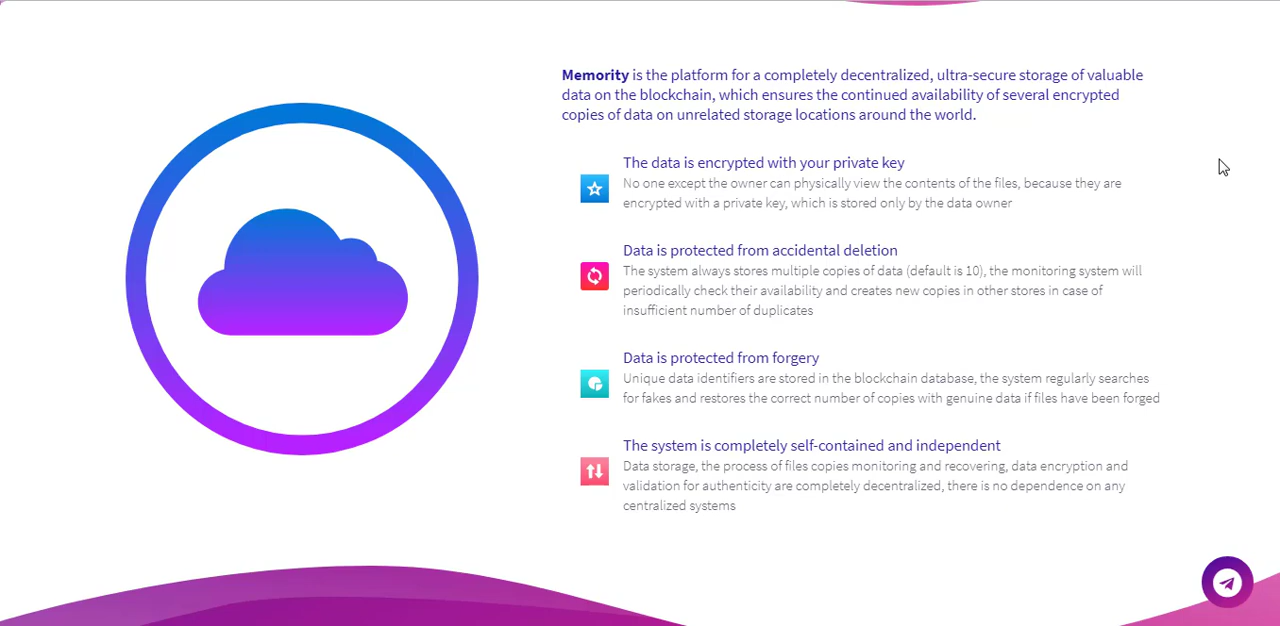 Memority is the platform for a completely decentralized, ultra-secure storage of valuable
data on the blockchain, which ensures the continued availability of several encrypted
copies of data on unrelated storage locations around the world.
The data is encrypted with your private key
No one except the owner can physically view the contents of the files, because they are
encrypted with a private key, which is stored only by the data owner
Data is protected from accidental deletion
The system always stores multiple copies of data (default is 10), the monitoring system will
periodically check their availability and creates new copies in other stores in case of
insufficient number of duplicates
Data is protected from forgery
Unique data identifiers are stored in the blockchain database, the system regularly searches
for fakes and restores the correct number of copies with genuine data if files have been forged
The system is completely self-contained and independent
Data storage, the process of files copies monitoring and recovering, data encryption and
validation for authenticity are completely decentralized, there is no dependence on any
centralized systems